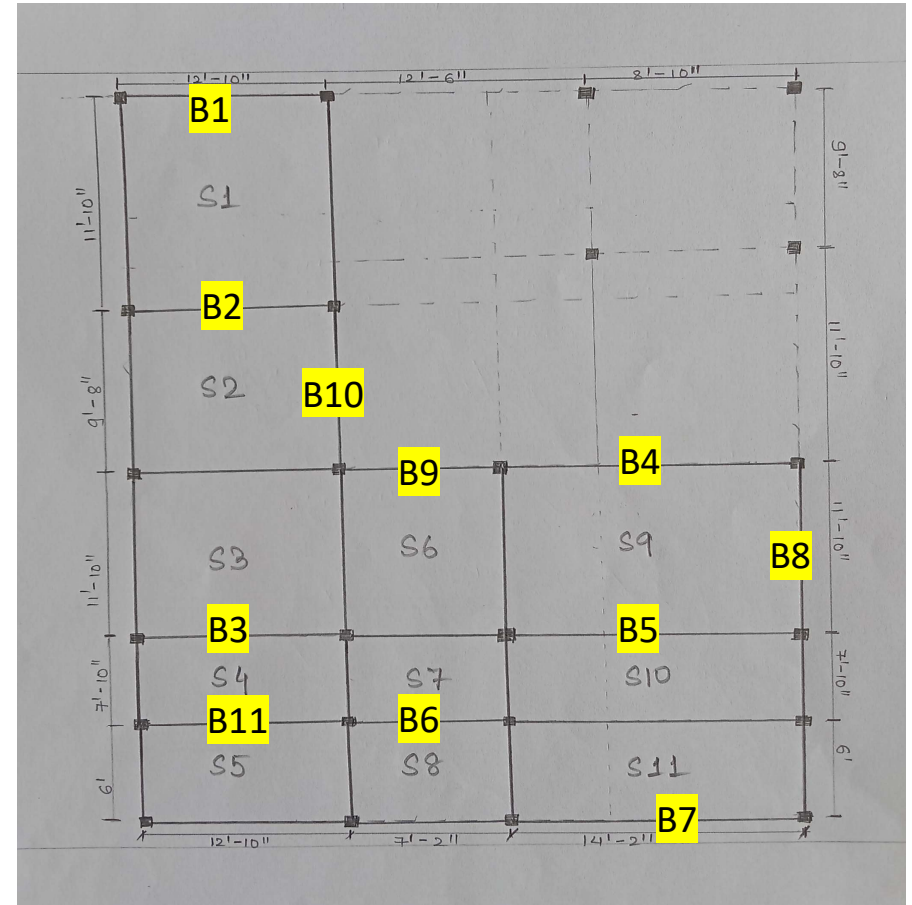 12'-10" 12'-6" 8'-10"
B1
9'-8"
11'-10"
S1
B2
11'-10"
S2
B10
9'-8"
B9
B4
11'-10"
S3
S6
S9
B8
11'-10"
B3
B5
7'-10"
S4
S7
S10
7'-10"
B11
B6
6'
S5
S8
S11
6'
B7
12'-10" 7'-2" 14'-2"